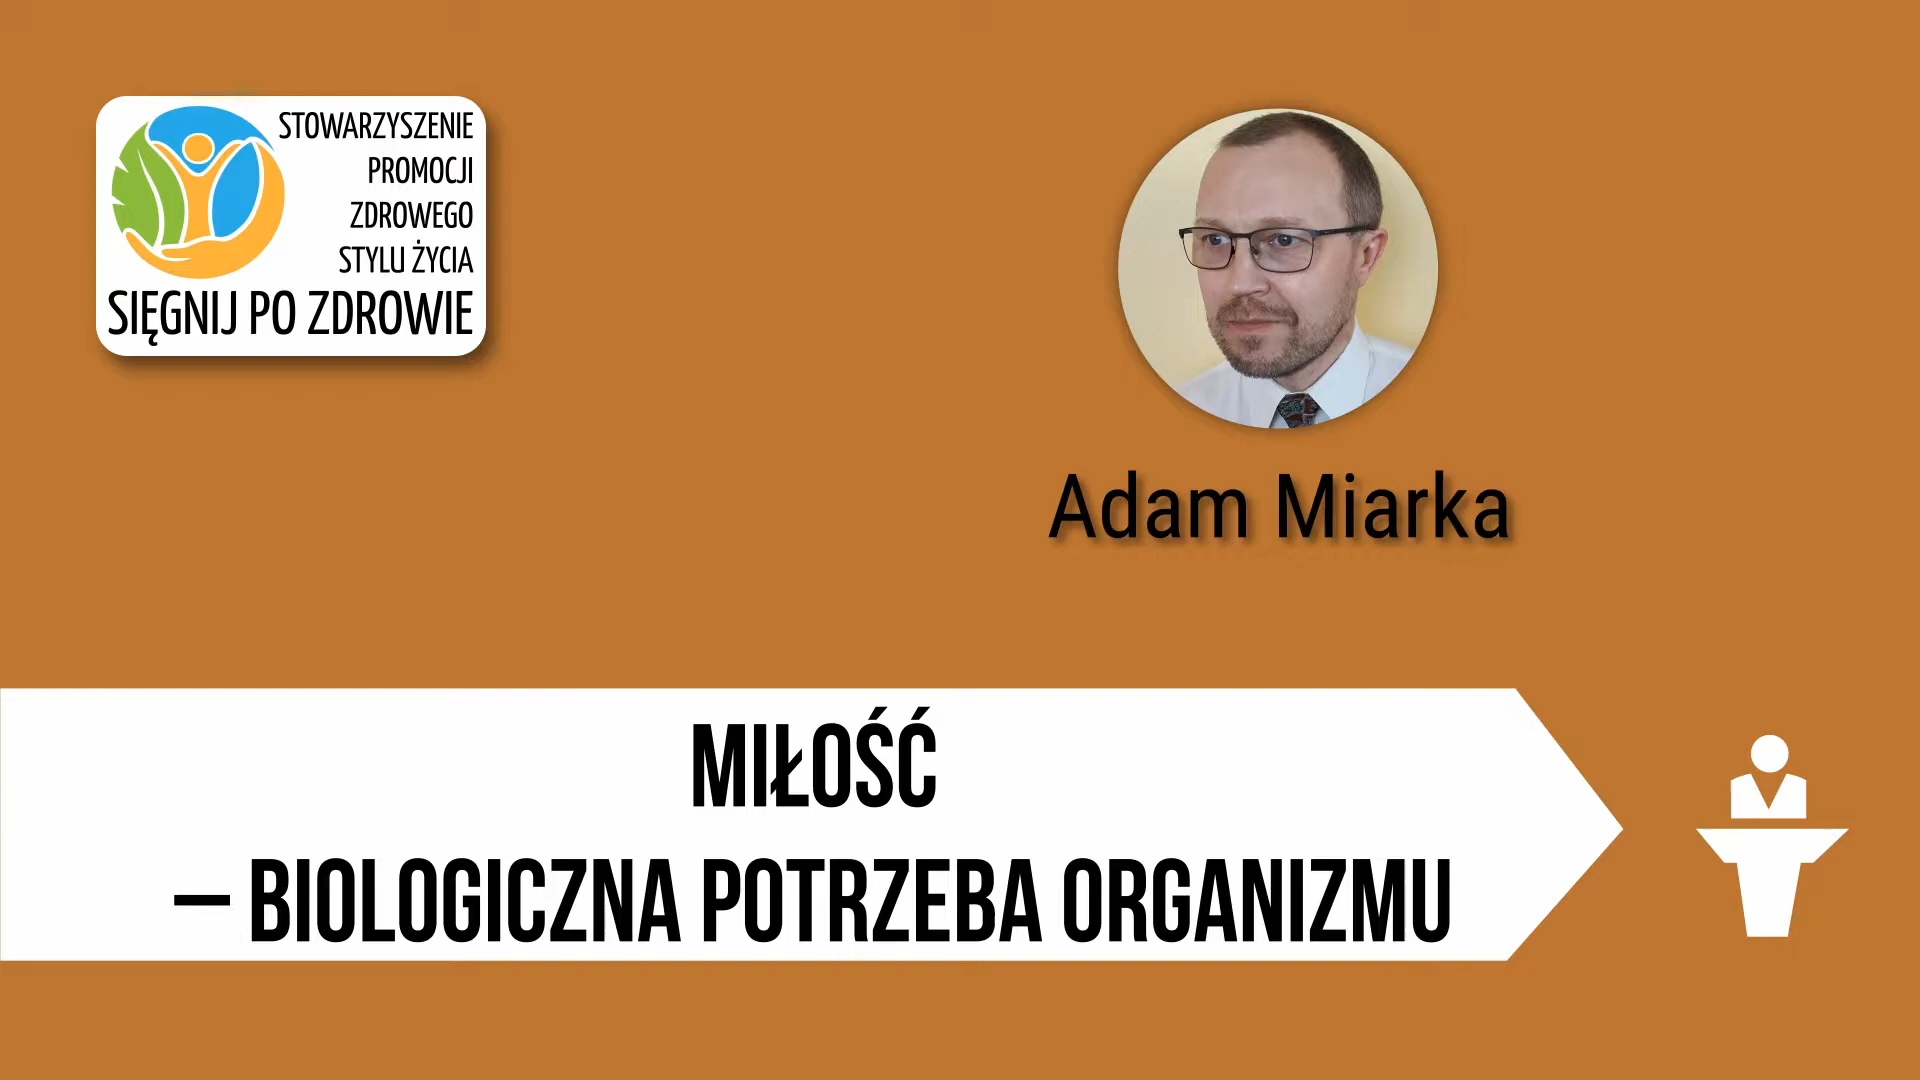 STOWARZYSZENIE
PROMOCJI
ZDROWEGO
STYLU ŻYCIA
SIĘGNIJ PO ZDROWIE
Adam Miarka
MIŁOŚĆ
– BIOLOGICZNA POTRZEBA ORGANIZMU